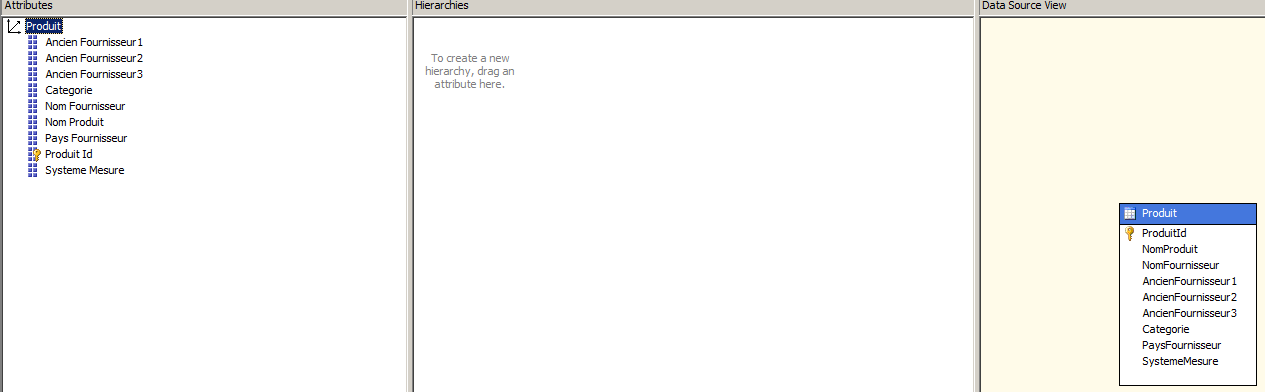 Attributes
Produit
Ancien Fournisseur1
Ancien Fournisseur2
Ancien Fournisseur3
Categorie
Nom Fournisseur
Nom Produit
Pays Fournisseur
Produit Id
Systeme Mesure
Hierarchies
To create a new
hierarchy, drag an
attribute here.
Data Source View
Produit
ProduitId
NomProduit
NomFournisseur
AncienFournisseur1
AncienFournisseur2
AncienFournisseur3
Categorie
PaysFournisseur
SystemeMesure